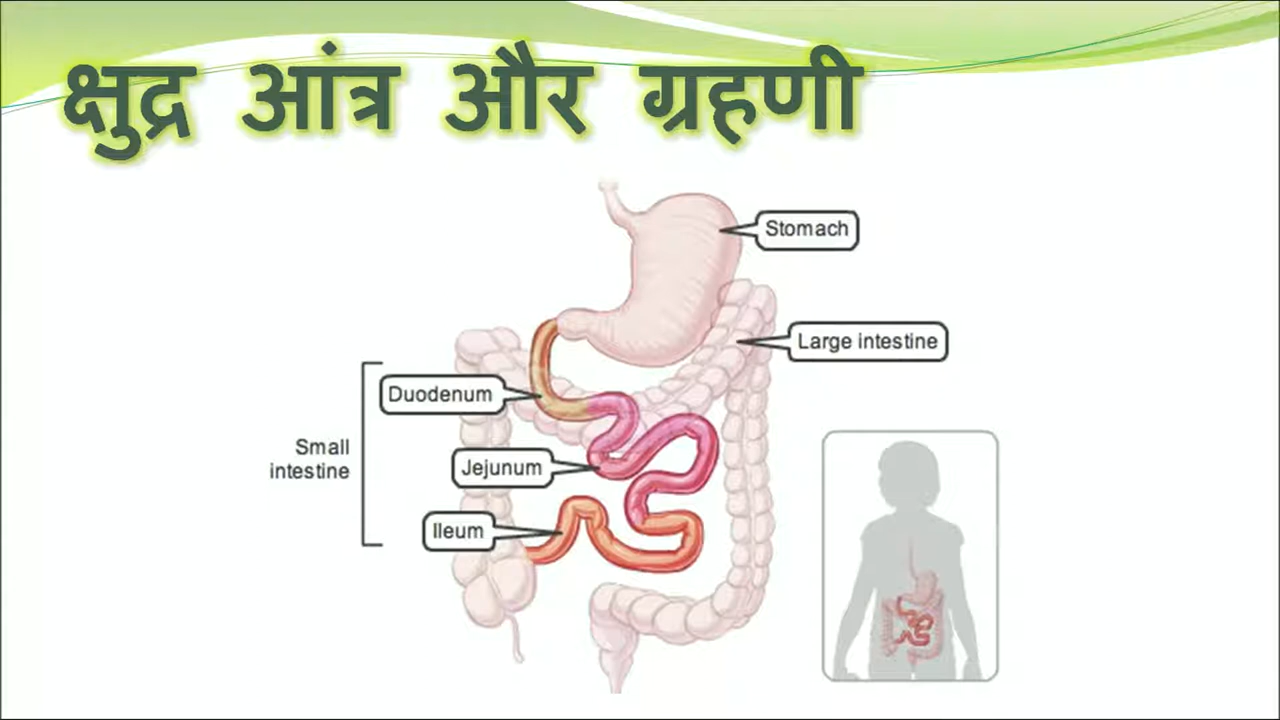 क्षुद्र आंत्र और ग्रहणी
Stomach
Large intestine
Duodenum
Small
intestine
Jejunum
Ileum